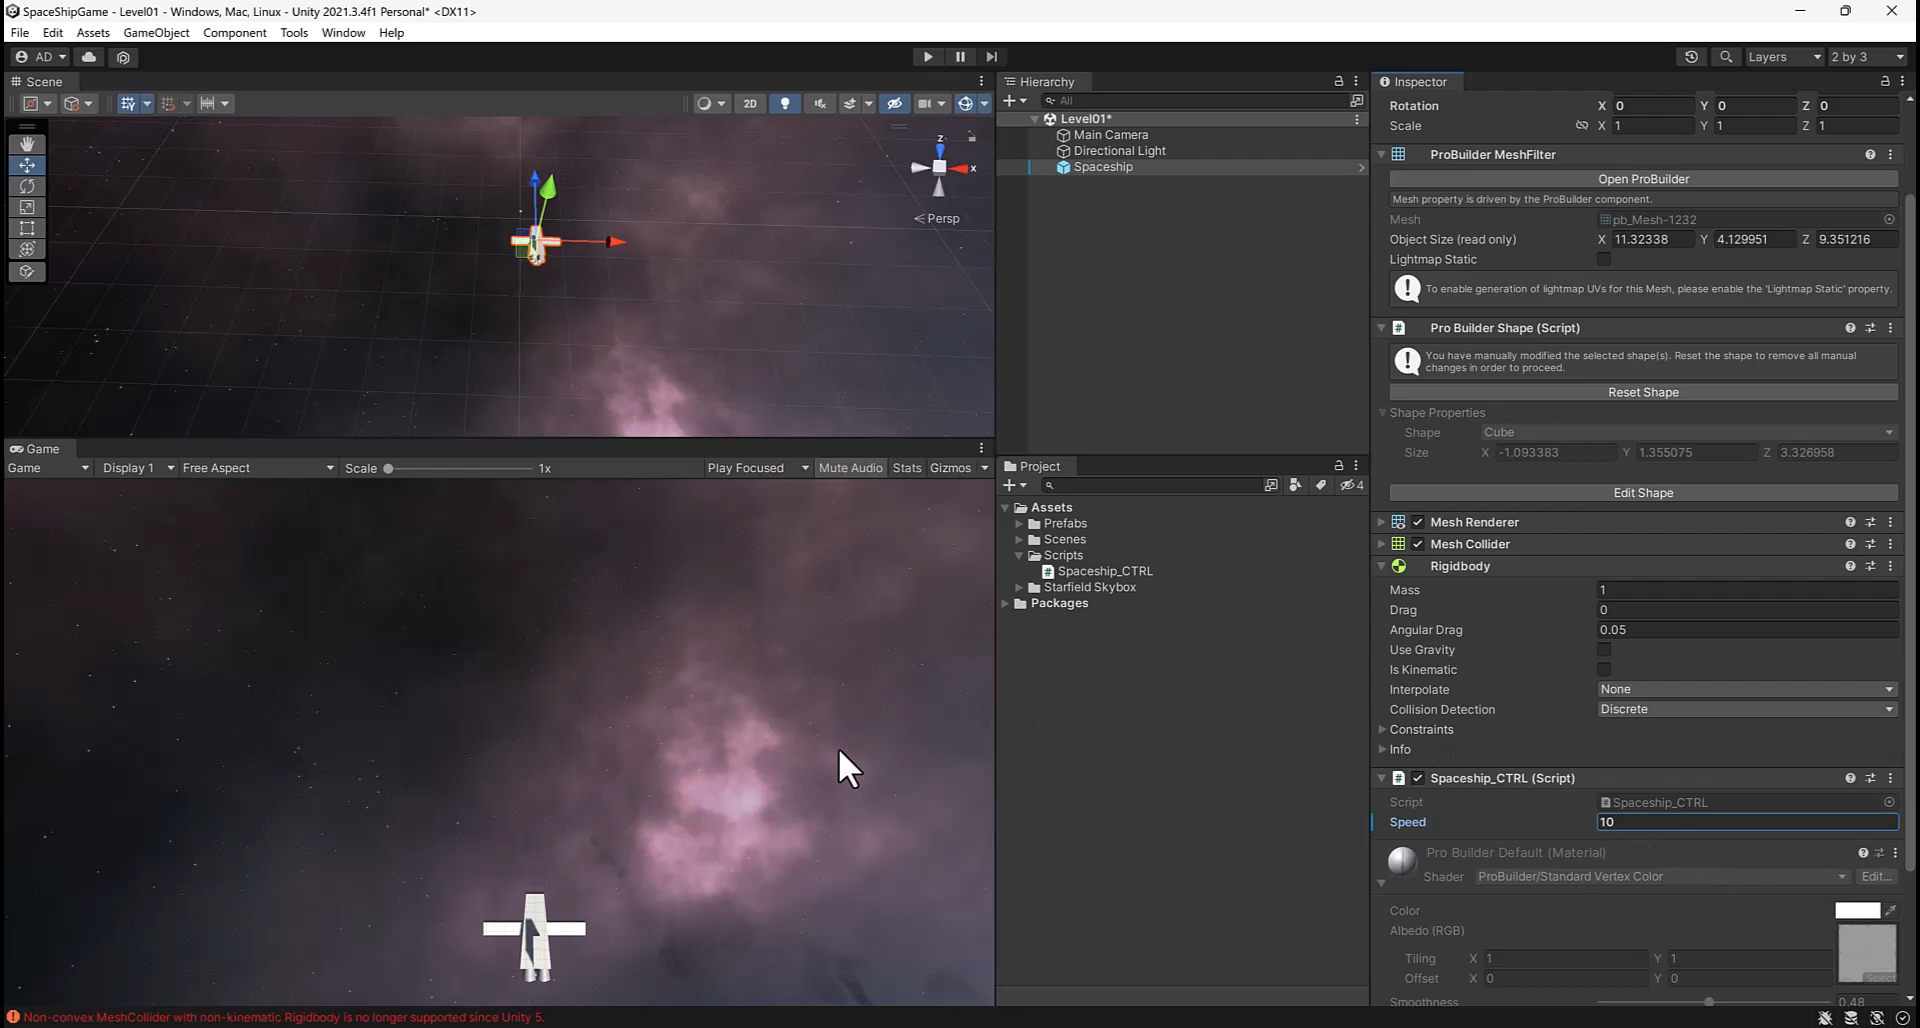 SpaceShipGame - Level01 - Windows, Mac, Linux - Unity 2021.3.4f1 Personal* <DX11>
File Edit Assets GameObject Component Tools Window Help
AD Layers 2 by 3
Scene
2D
z
x
Persp
Game
Game Display 1 Free Aspect Scale 1x Play Focused Mute Audio Stats Gizmos
Hierarchy
All
Level01*
Main Camera
Directional Light
Spaceship
Project
4
Assets
Prefabs
Scenes
Scripts
Spaceship_CTRL
Starfield Skybox
Packages
Inspector
Rotation X 0 Y 0 Z 0
Scale X 1 Y 1 Z 1
ProBuilder MeshFilter
Open ProBuilder
Mesh property is driven by the ProBuilder component.
Mesh pb_Mesh-1232
Object Size (read only) X 11.32338 Y 4.129951 Z 9.351216
Lightmap Static
To enable generation of lightmap UVs for this Mesh, please enable the 'Lightmap Static' property.
Pro Builder Shape (Script)
You have manually modified the selected shape(s). Reset the shape to remove all manual
changes in order to proceed.
Reset Shape
Shape Properties
Shape Cube
Size X -1.093383 Y 1.355075 Z 3.326958
Edit Shape
Mesh Renderer
Mesh Collider
Rigidbody
Mass 1
Drag 0
Angular Drag 0.05
Use Gravity
Is Kinematic
Interpolate None
Collision Detection Discrete
Constraints
Info
Spaceship_CTRL (Script)
Script Spaceship_CTRL
Speed 10
Pro Builder Default (Material)
Shader ProBuilder/Standard Vertex Color Edit...
Color
Albedo (RGB)
Tiling X 1 Y 1
Offset X 0 Y 0
Select
Smoothness 0.48
Non-convex MeshCollider with non-kinematic Rigidbody is no longer supported since Unity 5.